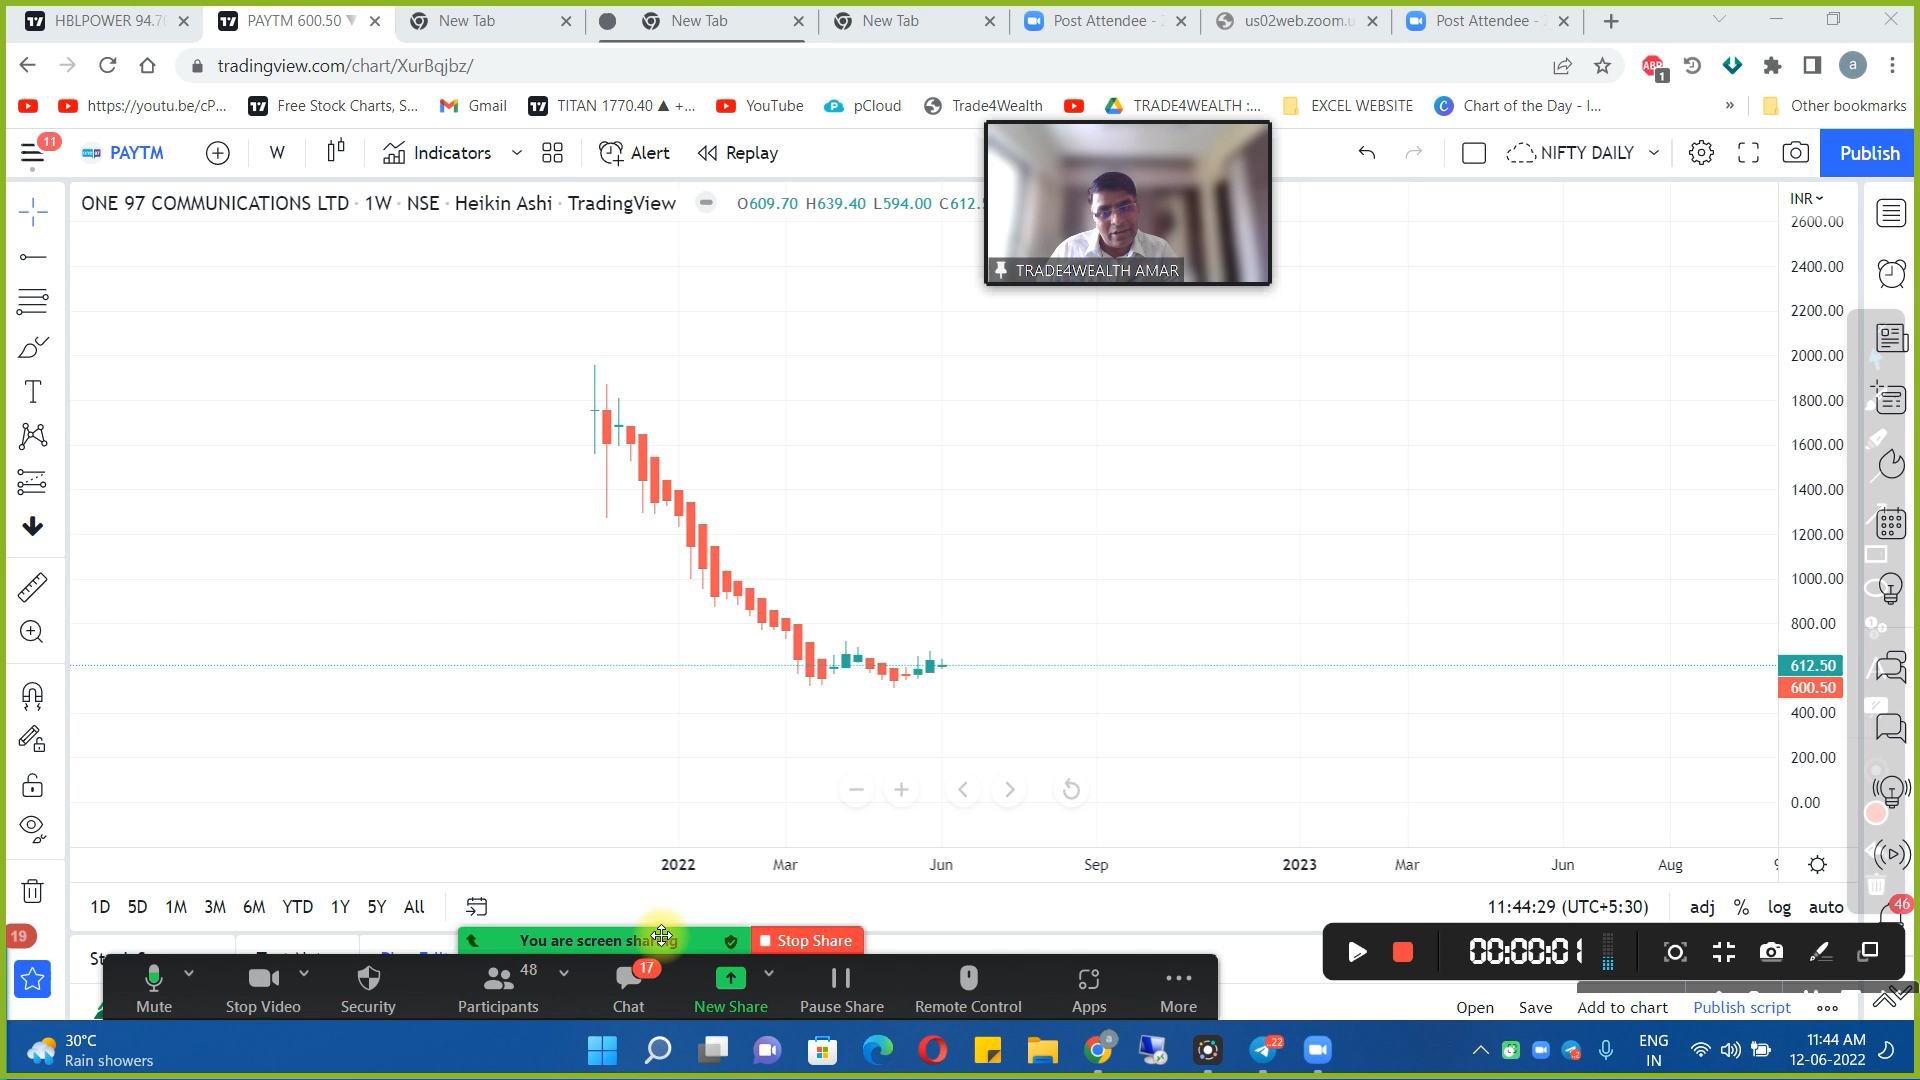 HBLPOWER 94.7
PAYTM 600.50
New Tab
New Tab
New Tab
Post Attendee -
us02web.zoom.u
Post Attendee -
tradingview.com/chart/XurBqjbz/
ABP
1
a
https://youtu.be/cP...
Free Stock Charts, S...
Gmail
TITAN 1770.40 ▲ +...
YouTube
pCloud
Trade4Wealth
TRADE4WEALTH :...
EXCEL WEBSITE
Chart of the Day - I...
»
Other bookmarks
11
PAYTM
W
Indicators
Alert
Replay
NIFTY DAILY
Publish
ONE 97 COMMUNICATIONS LTD · 1W · NSE · Heikin Ashi · TradingView
O609.70 H639.40 L594.00 C612.
TRADE4WEALTH AMAR
INR
2600.00
2400.00
2200.00
2000.00
1800.00
1600.00
1400.00
1200.00
1000.00
800.00
612.50
600.50
400.00
200.00
0.00
2022
Mar
Jun
Sep
2023
Mar
Jun
Aug
1D 5D 1M 3M 6M YTD 1Y 5Y All
11:44:29 (UTC+5:30)
adj % log auto
46
19
You are screen sharing
Stop Share
00:00:01
Mute
Stop Video
Security
48
Participants
17
Chat
New Share
Pause Share
Remote Control
Apps
More
Open
Save
Add to chart
Publish script
30°C
Rain showers
22
ENG
IN
11:44 AM
12-06-2022